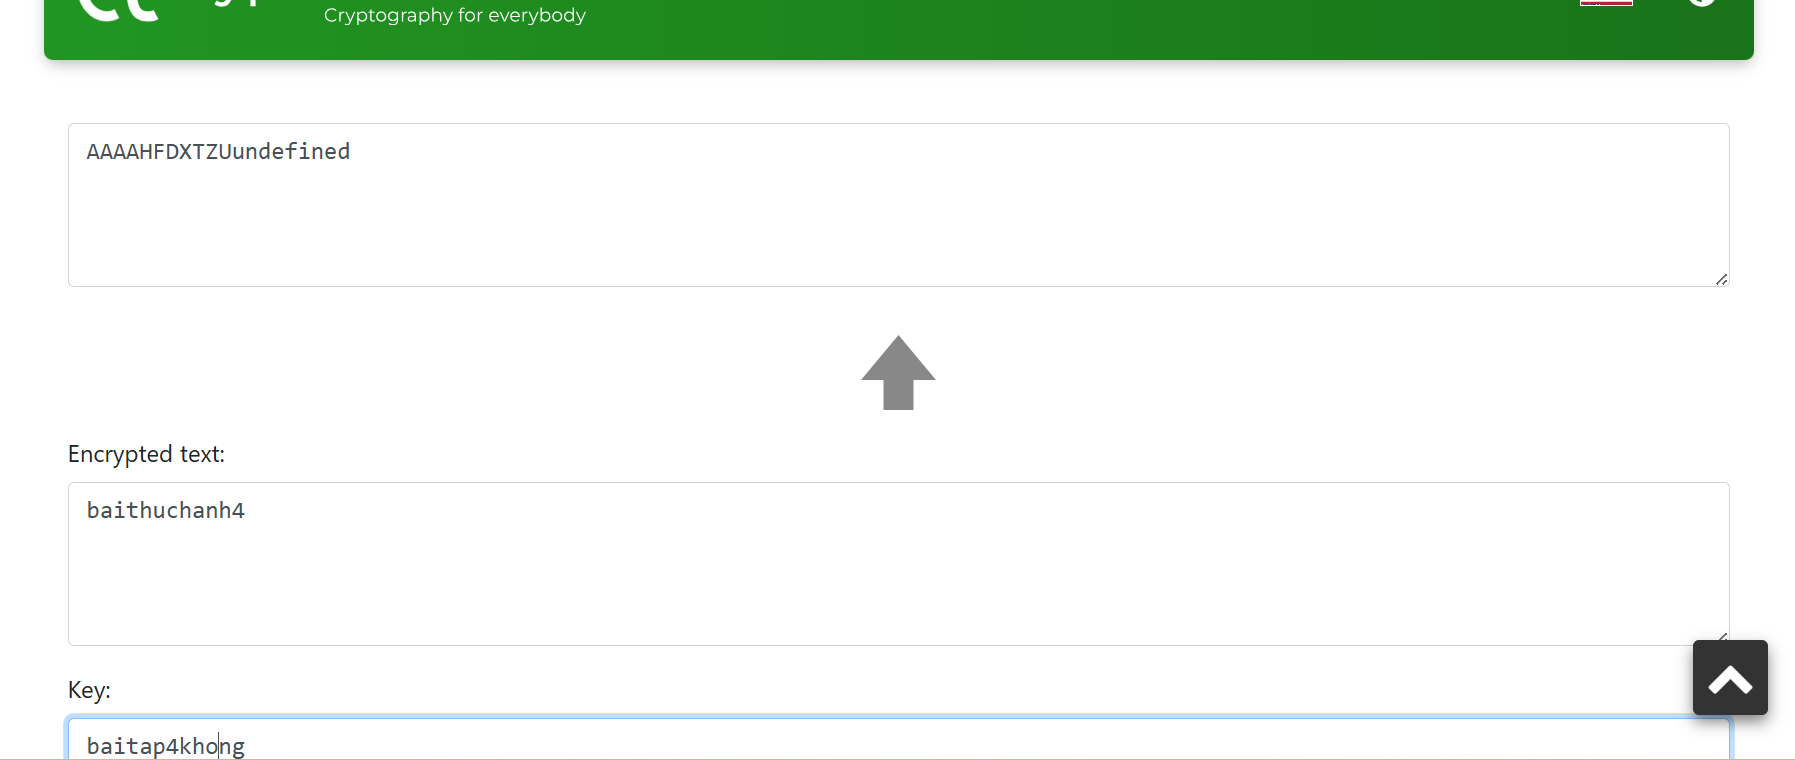 Cryptography for everybody
AAAAHFDXTZUundefined
Encrypted text:
baithuchanh4
Key:
baitap4khong